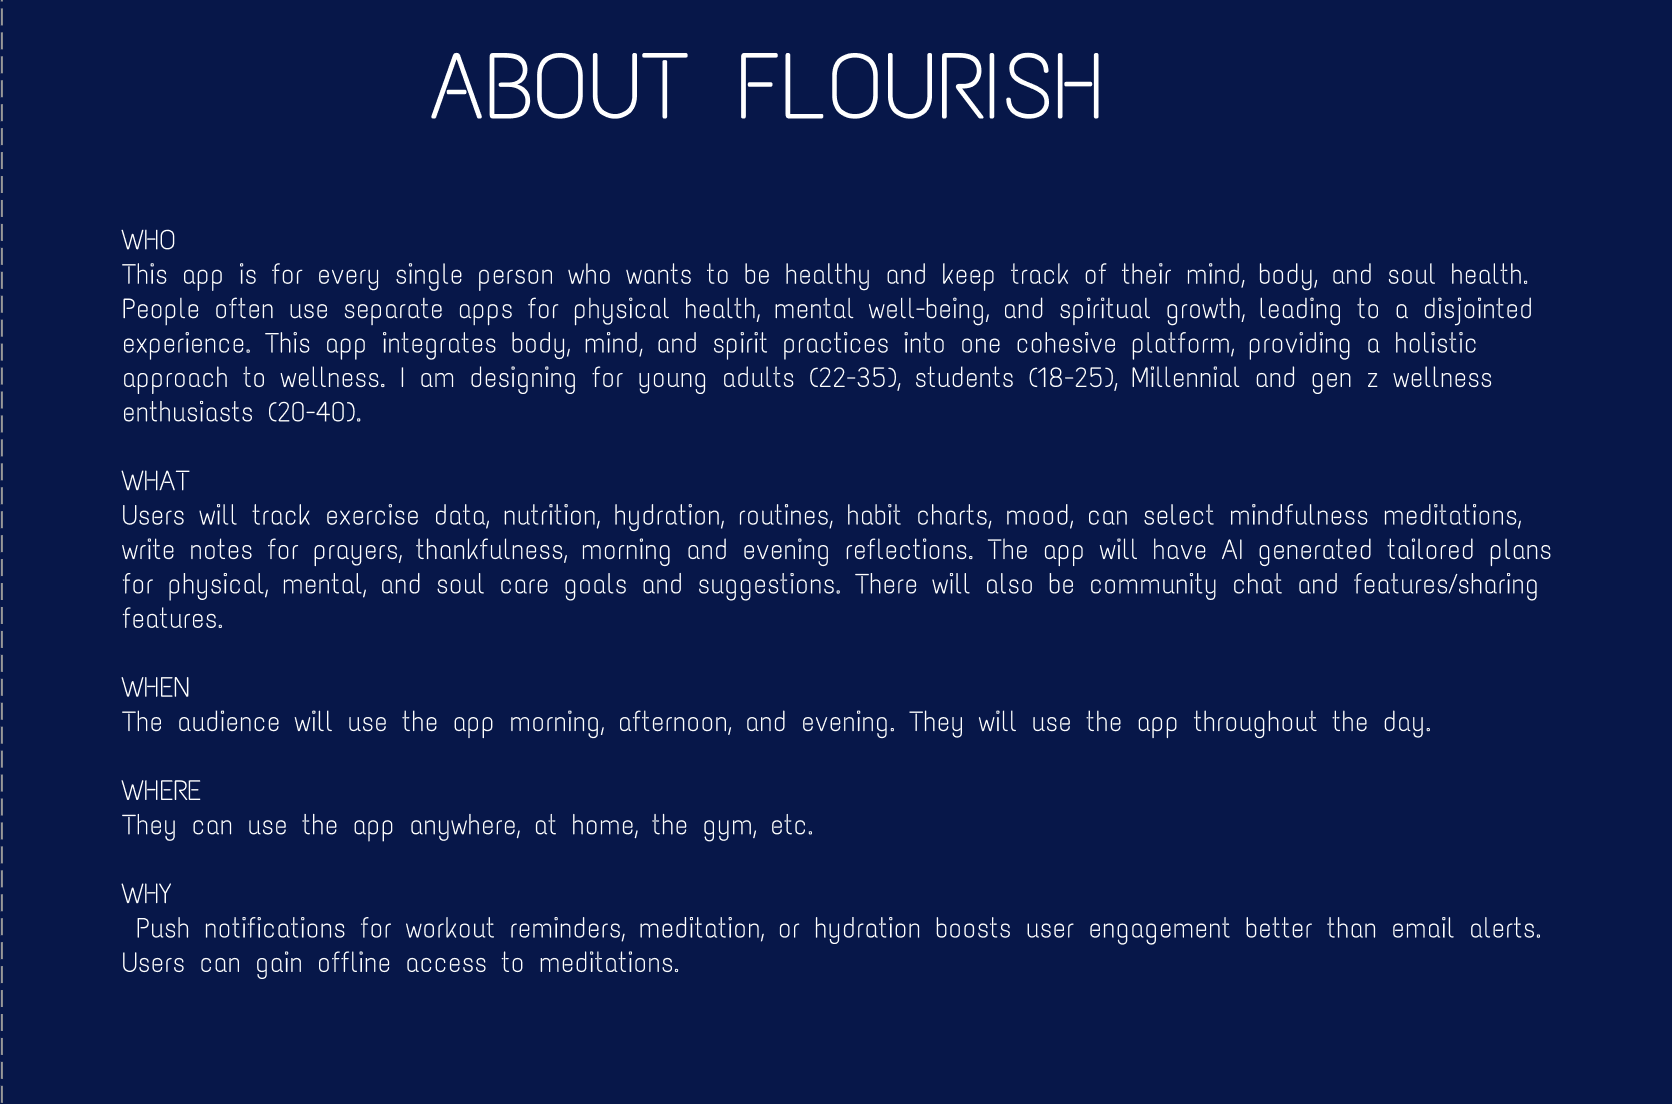 ABOUT FLOURISH
WHO
This app is for every single person who wants to be healthy and keep track of their mind, body, and soul health.
People often use separate apps for physical health, mental well-being, and spiritual growth, leading to a disjointed
experience. This app integrates body, mind, and spirit practices into one cohesive platform, providing a holistic
approach to wellness. I am designing for young adults (22-35), students (18-25), Millennial and gen z wellness
enthusiasts (20-40).
WHAT
Users will track exercise data, nutrition, hydration, routines, habit charts, mood, can select mindfulness meditations,
write notes for prayers, thankfulness, morning and evening reflections. The app will have AI generated tailored plans
for physical, mental, and soul care goals and suggestions. There will also be community chat and features/sharing
features.
WHEN
The audience will use the app morning, afternoon, and evening. They will use the app throughout the day.
WHERE
They can use the app anywhere, at home, the gym, etc.
WHY
Push notifications for workout reminders, meditation, or hydration boosts user engagement better than email alerts.
Users can gain offline access to meditations.